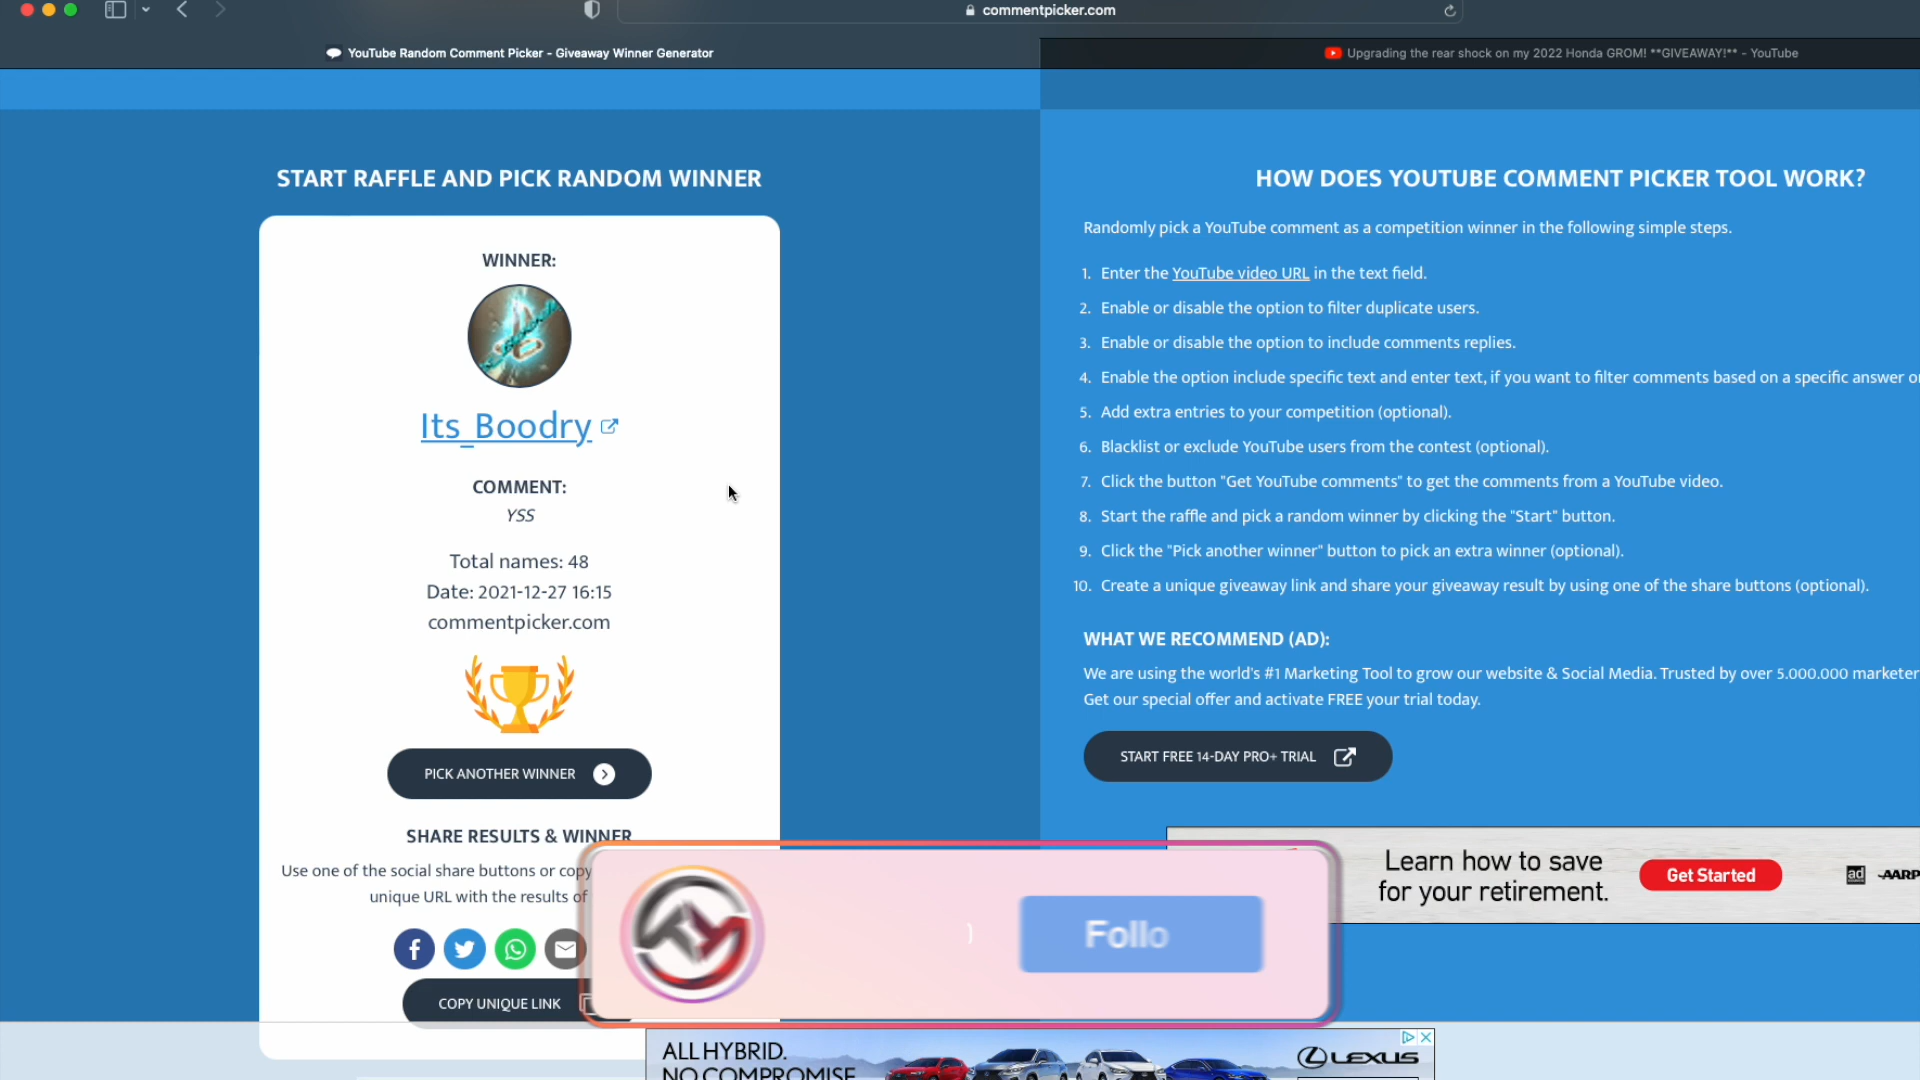 commentpicker.com
YouTube Random Comment Picker - Giveaway Winner Generator
Upgrading the rear shock on my 2022 Honda GROM! **GIVEAWAY!** - YouTube
START RAFFLE AND PICK RANDOM WINNER
WINNER:
Its_Boodry
COMMENT:
YSS
Total names: 48
Date: 2021-12-27 16:15
commentpicker.com
PICK ANOTHER WINNER
SHARE RESULTS & WINNER
Use one of the social share buttons or copy
unique URL with the results of
COPY UNIQUE LINK
HOW DOES YOUTUBE COMMENT PICKER TOOL WORK?
Randomly pick a YouTube comment as a competition winner in the following simple steps.
1. Enter the YouTube video URL in the text field.
2. Enable or disable the option to filter duplicate users.
3. Enable or disable the option to include comments replies.
4. Enable the option include specific text and enter text, if you want to filter comments based on a specific answer or
5. Add extra entries to your competition (optional).
6. Blacklist or exclude YouTube users from the contest (optional).
7. Click the button "Get YouTube comments" to get the comments from a YouTube video.
8. Start the raffle and pick a random winner by clicking the "Start" button.
9. Click the "Pick another winner" button to pick an extra winner (optional).
10. Create a unique giveaway link and share your giveaway result by using one of the share buttons (optional).
WHAT WE RECOMMEND (AD):
We are using the world's #1 Marketing Tool to grow our website & Social Media. Trusted by over 5.000.000 marketer
Get our special offer and activate FREE your trial today.
START FREE 14-DAY PRO+ TRIAL
Learn how to save
for your retirement.
Get Started
ad
AARP
Follo
ALL HYBRID.
NO COMPROMISE
LEXUS